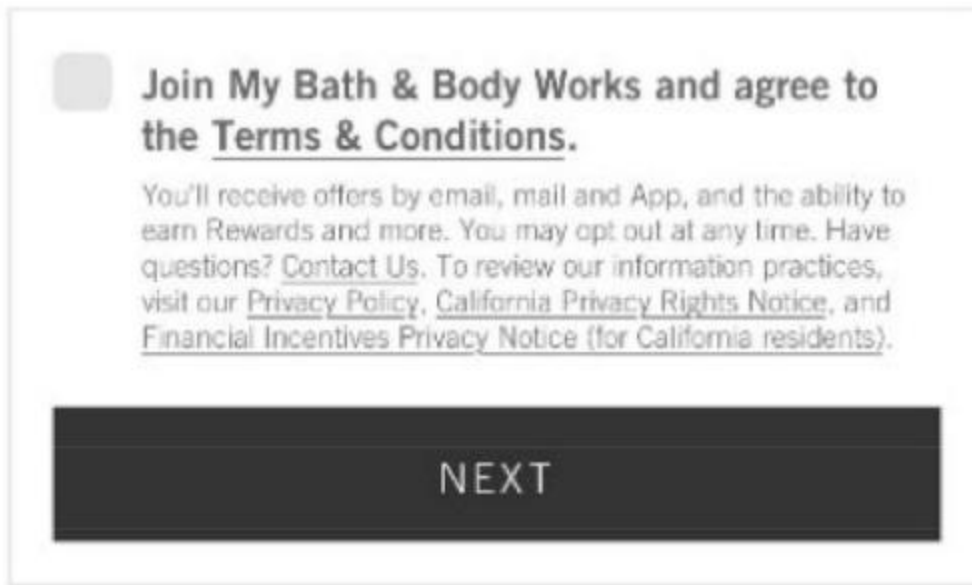 Join My Bath & Body Works and agree to
the Terms & Conditions.
You'll receive offers by email, mail and App, and the ability to
earn Rewards and more. You may opt out at any time. Have
questions? Contact Us. To review our information practices,
visit our Privacy Policy, California Privacy Rights Notice, and
Financial Incentives Privacy Notice (for California residents).
NEXT